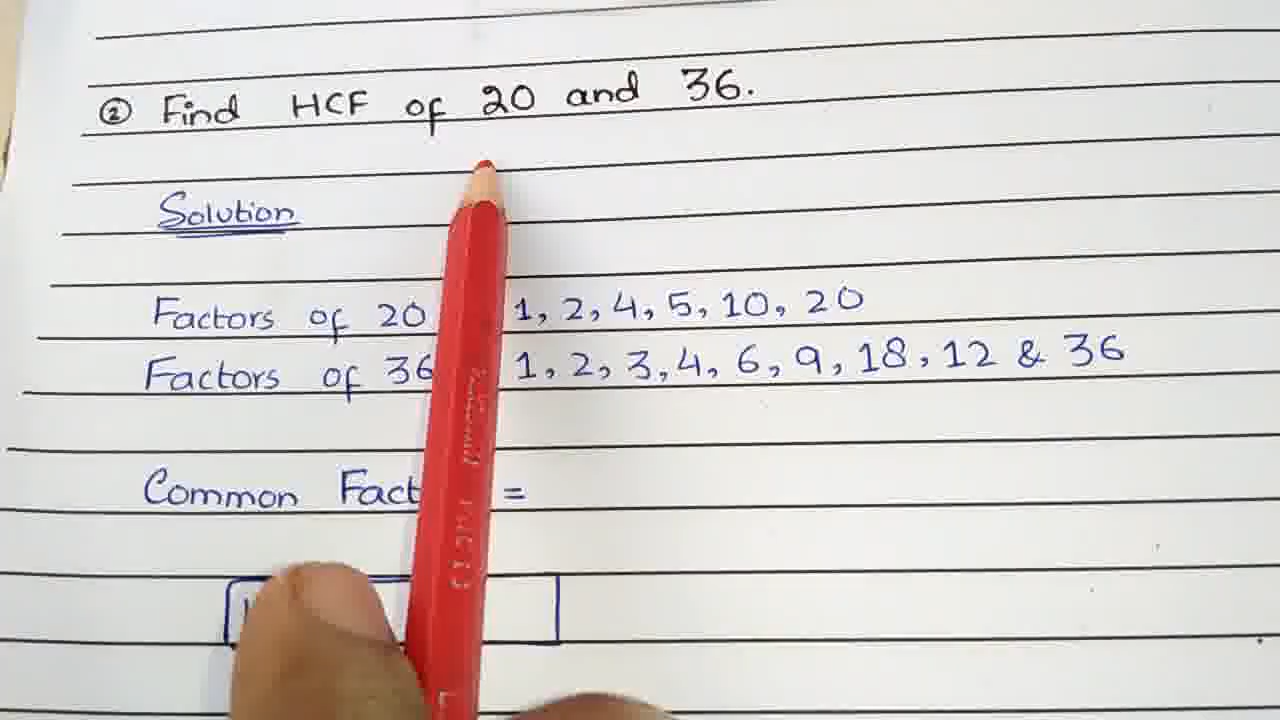 ② Find HCF of 20 and 36.
Solution
Factors of 20 1, 2, 4, 5, 10, 20
Factors of 36 1, 2, 3, 4, 6, 9, 18, 12 & 36
Common =